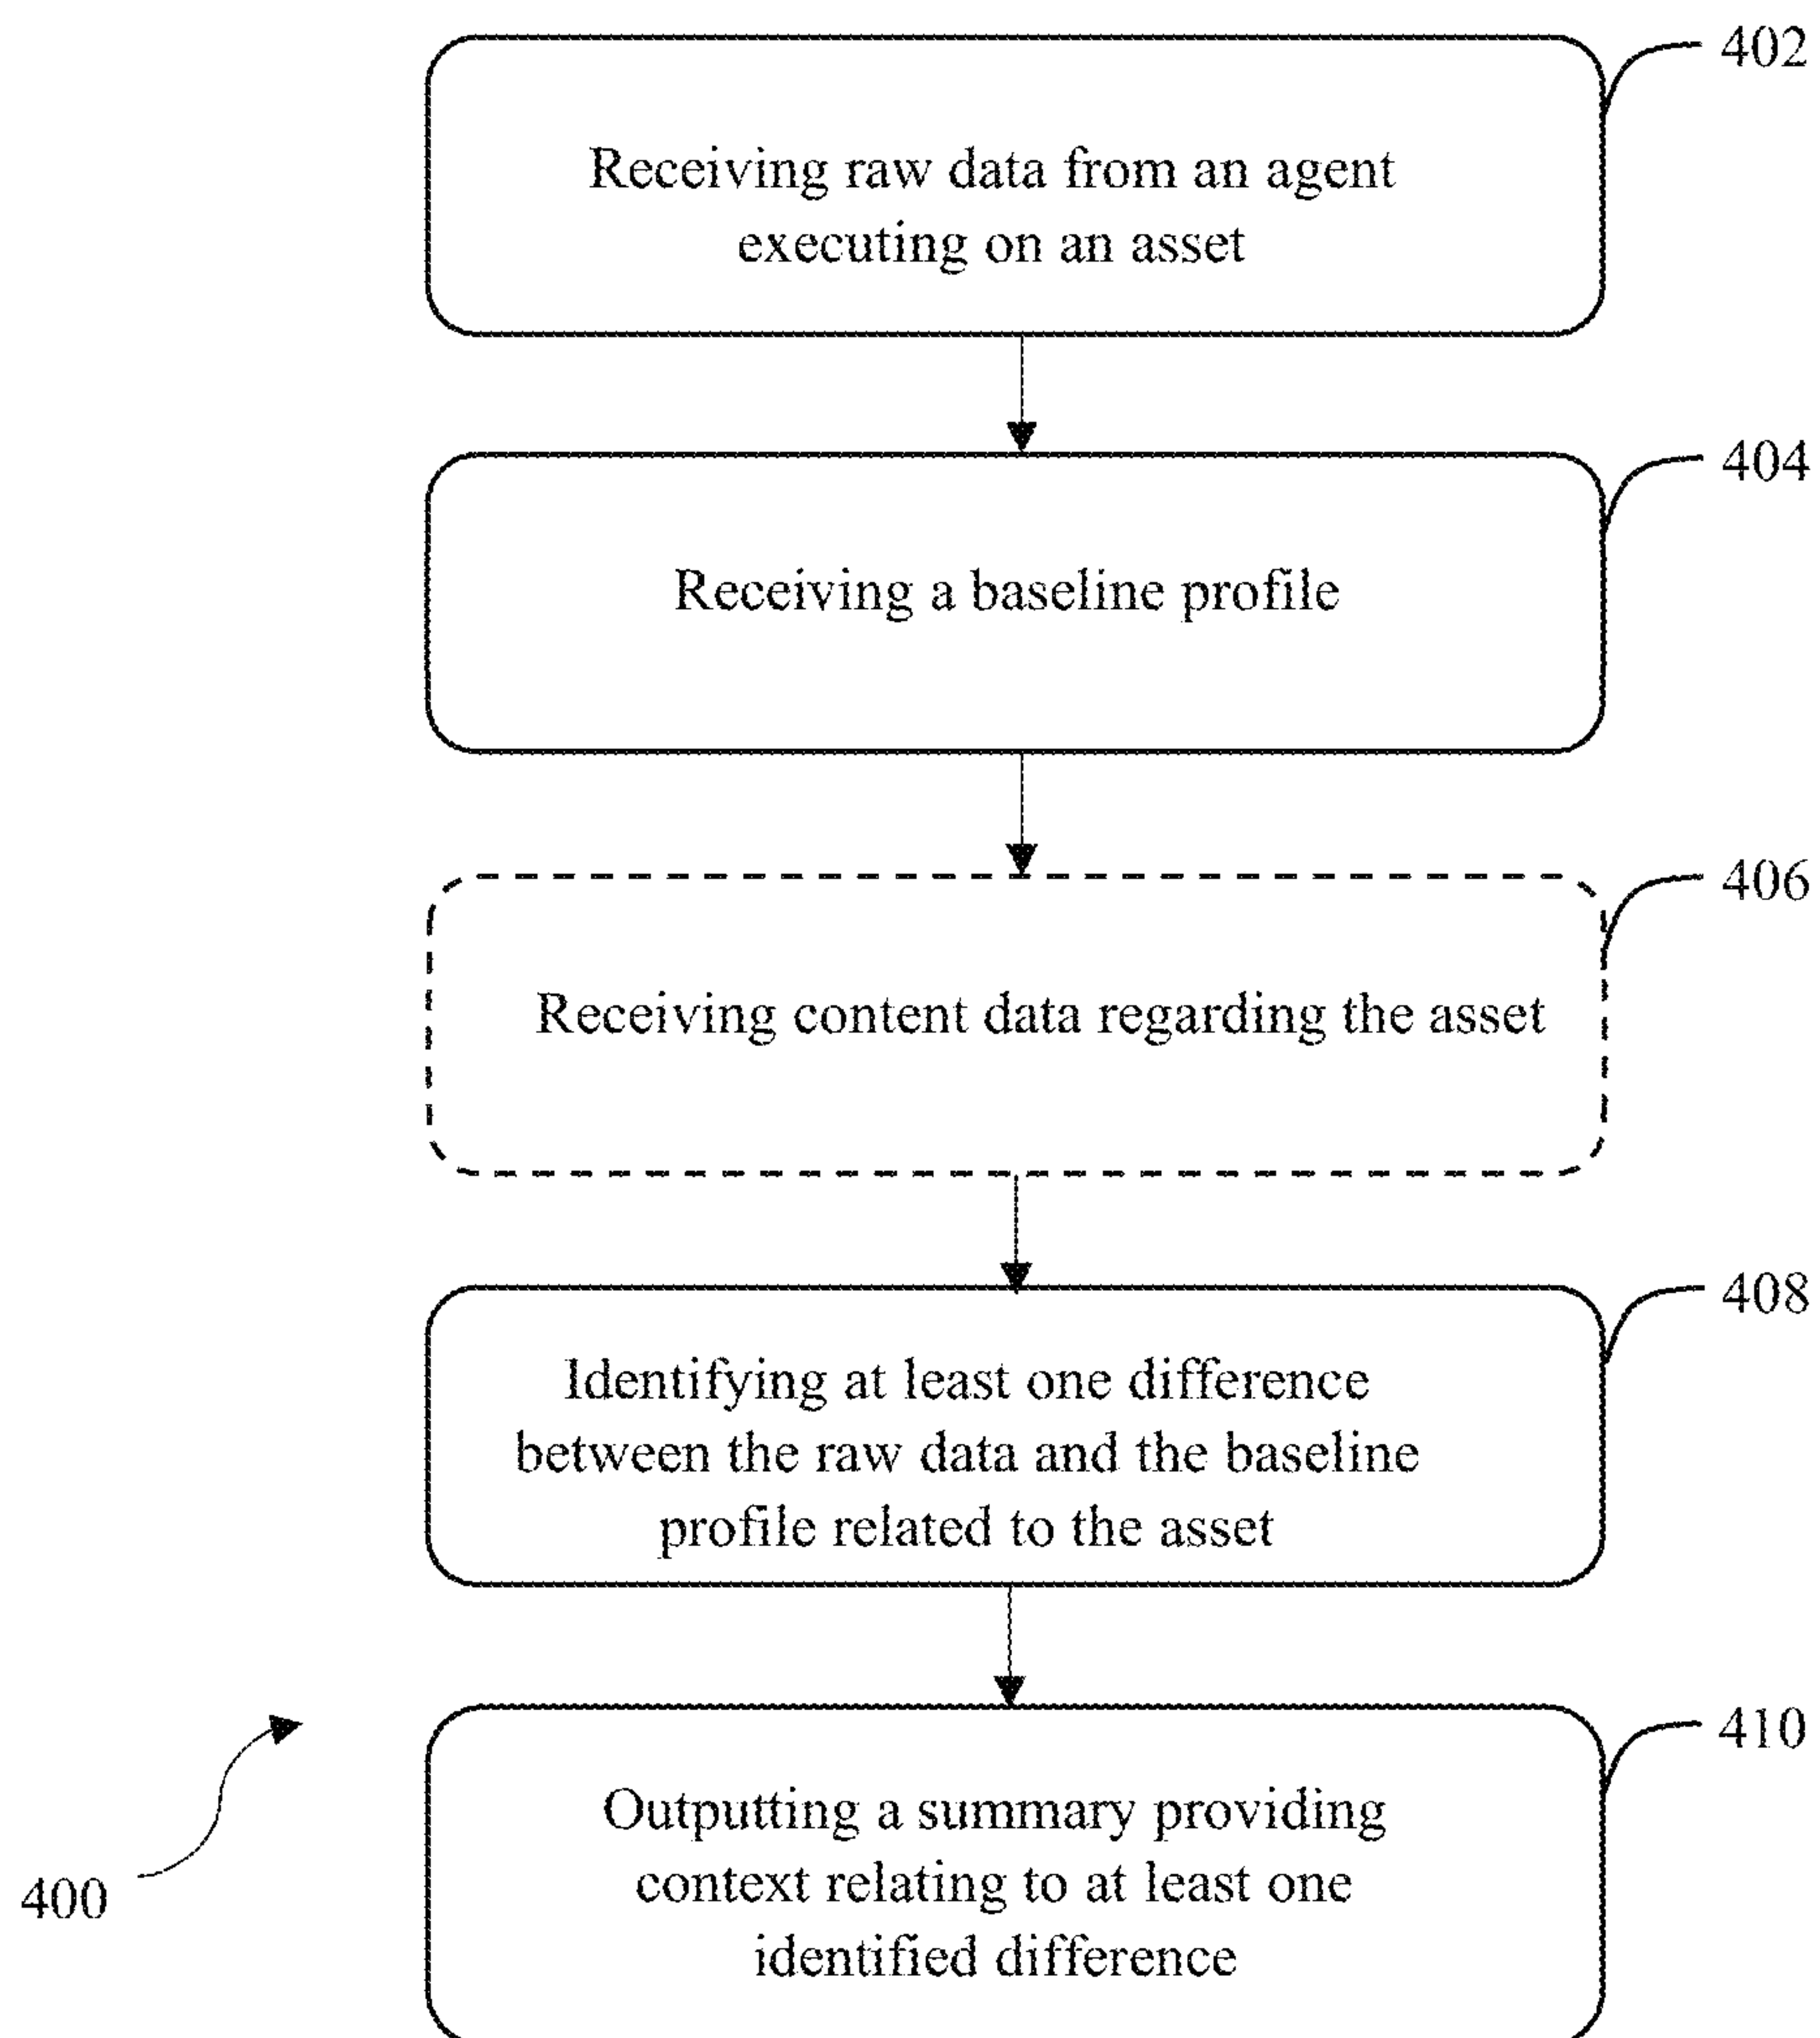 402
Receiving raw data from an agent
executing on an asset
404
Receiving a baseline profile
406
Receiving content data regarding the asset
408
Identifying at least one difference
between the raw data and the baseline
profile related to the asset
410
Outputting a summary providing
context relating to at least one
identified difference
400